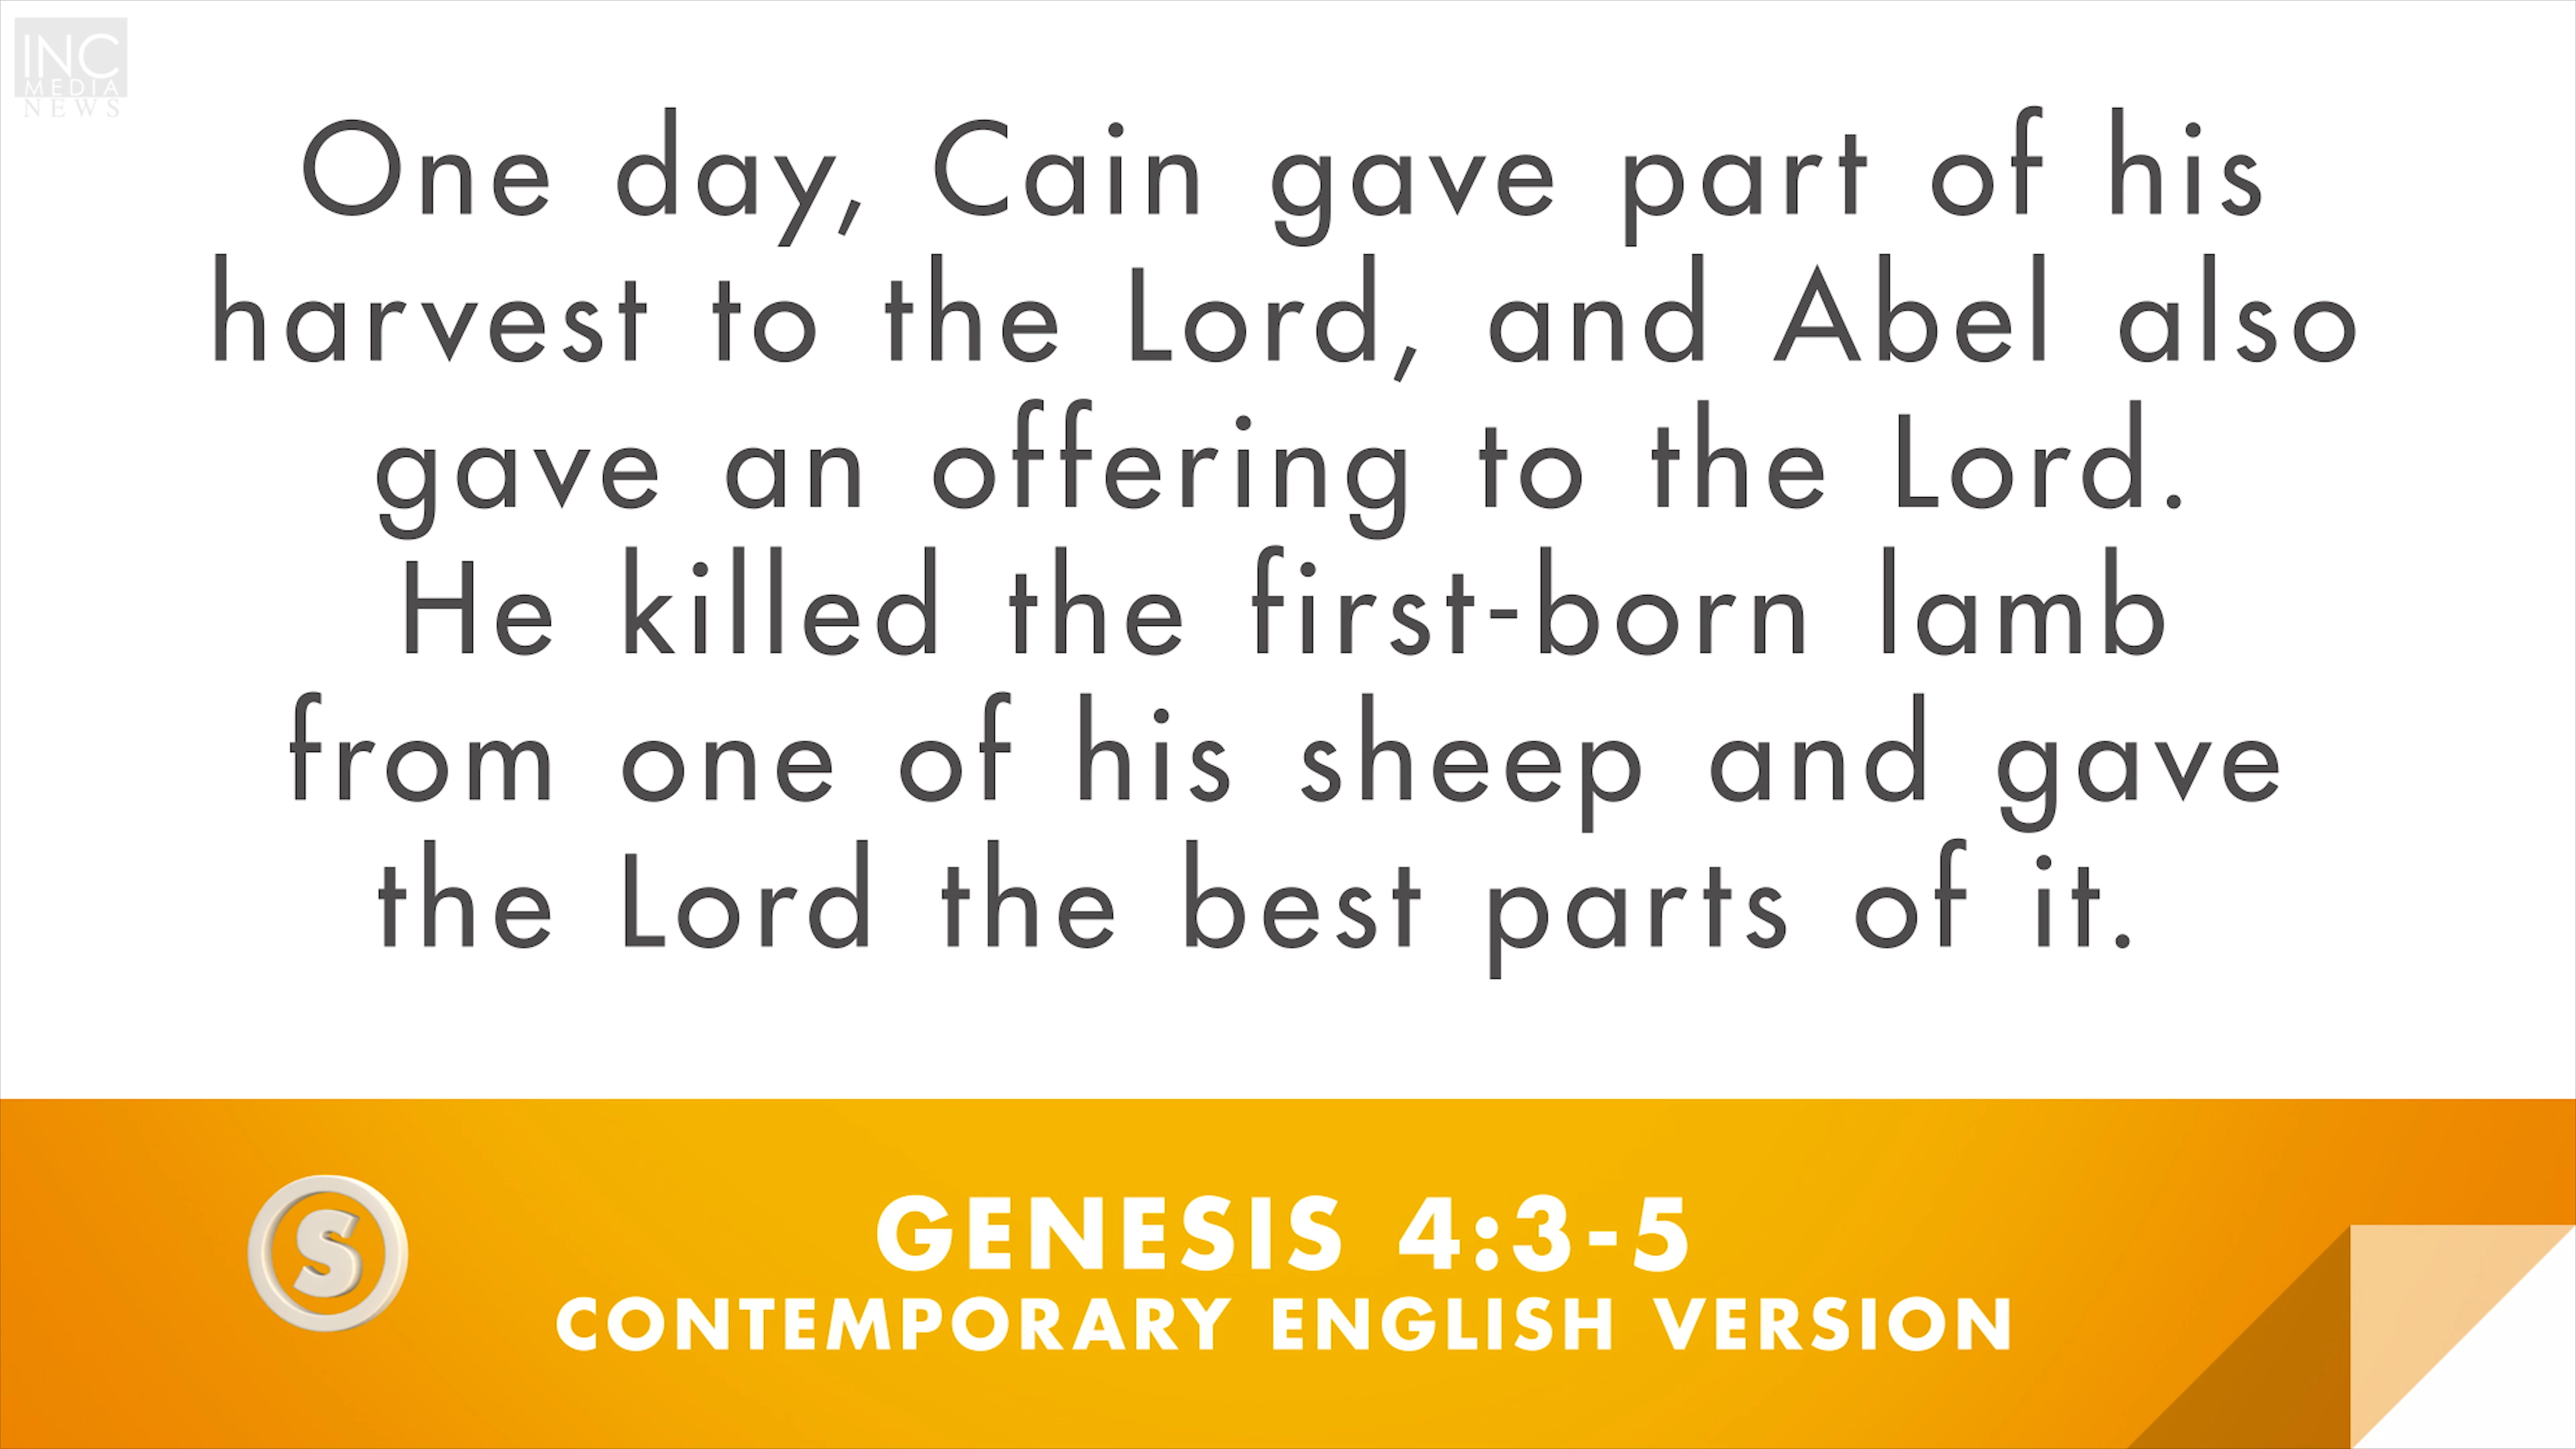 INC
MEDIA
NEWS
One day, Cain gave part of his
harvest to the Lord, and Abel also
gave an offering to the Lord.
He killed the first-born lamb
from one of his sheep and gave
the Lord the best parts of it.
S
GENESIS 4:3-5
CONTEMPORARY ENGLISH VERSION